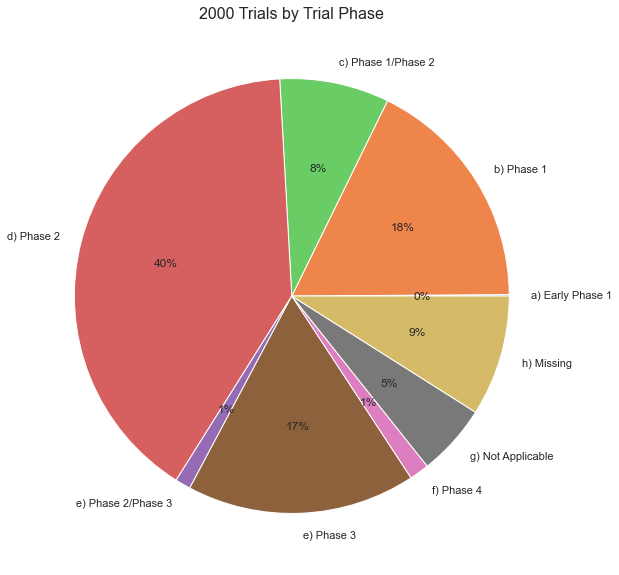 2000 Trials by Trial Phase
c) Phase 1/Phase 2
b) Phase 1
8%
18%
d) Phase 2
40%
0%
a) Early Phase 1
9%
h) Missing
5%
1%
1%
17%
g) Not Applicable
f) Phase 4
e) Phase 2/Phase 3
e) Phase 3